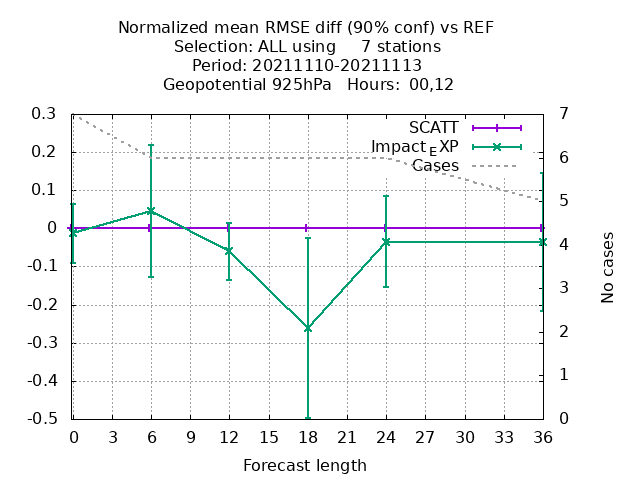 Normalized mean RMSE diff (90% conf) vs REF
Selection: ALL using 7 stations
Period: 20211110-20211113
Geopotential 925hPa Hours: 00,12
SCATT
Impact_EXP
Cases
0.3
0.2
0.1
0
-0.1
-0.2
-0.3
-0.4
-0.5
7
6
5
4
3
2
1
0
No cases
0 3 6 9 12 15 18 21 24 27 30 33 36
Forecast length